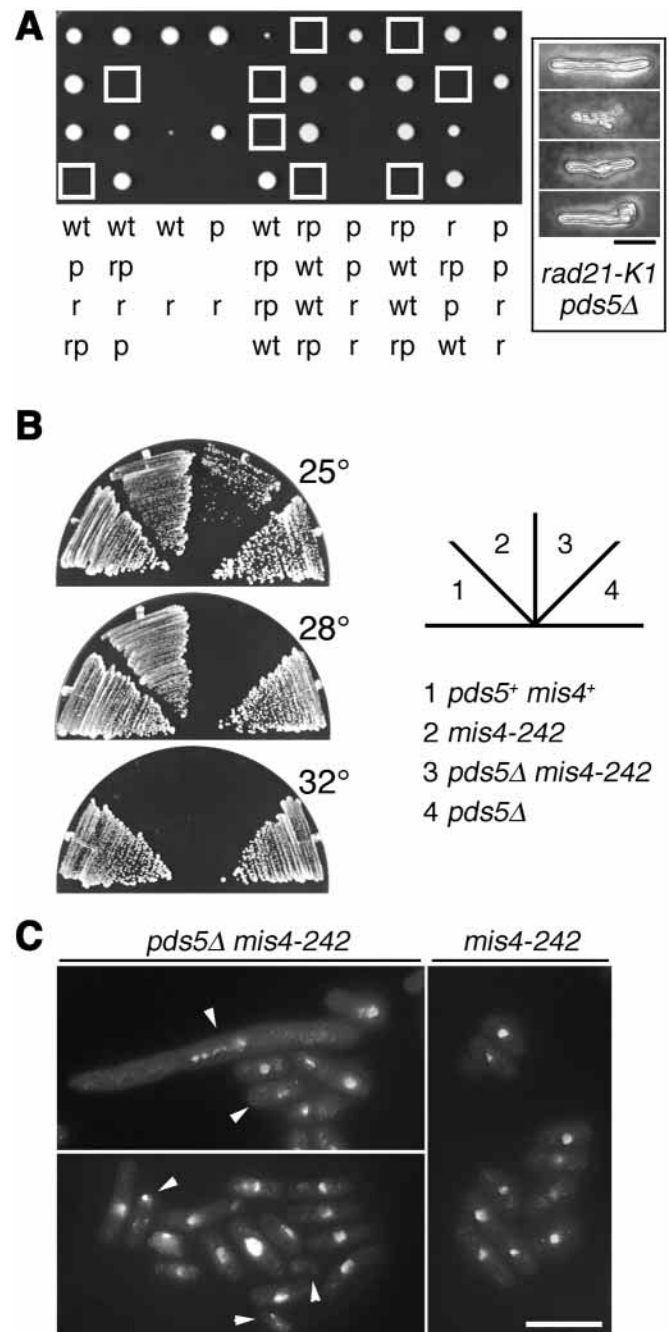 A
wt wt wt p wt rp p rp r p
p rp rp wt p wt rp p
r r r r rp wt r wt p r
rp p wt rp r rp wt r
rad21-K1
pds5Δ
B
25°
28°
32°
1 2 3 4
1 pds5⁺ mis4⁺
2 mis4-242
3 pds5Δ mis4-242
4 pds5Δ
C
pds5Δ mis4-242 mis4-242